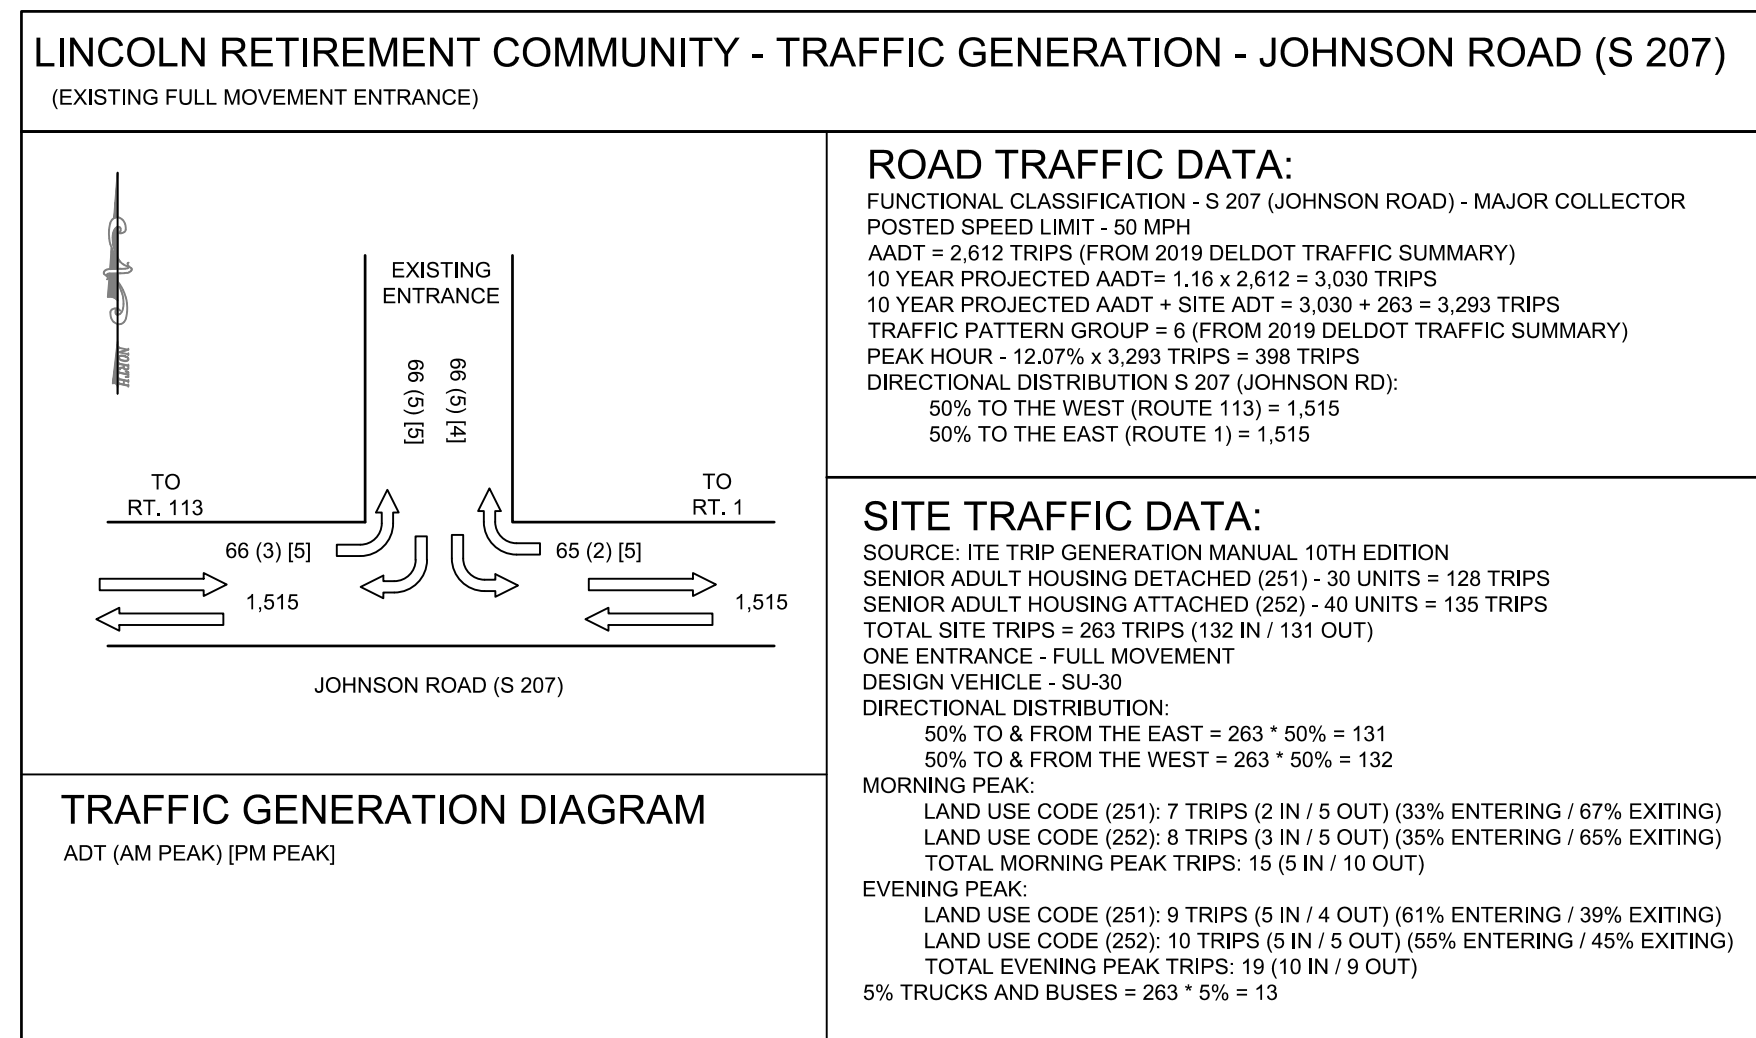 LINCOLN RETIREMENT COMMUNITY - TRAFFIC GENERATION - JOHNSON ROAD (S 207)
(EXISTING FULL MOVEMENT ENTRANCE)
NORTH
EXISTING
ENTRANCE
66 (5) [5]
66 (5) [4]
TO
RT. 113
TO
RT. 1
66 (3) [5]
65 (2) [5]
1,515
1,515
JOHNSON ROAD (S 207)
TRAFFIC GENERATION DIAGRAM
ADT (AM PEAK) [PM PEAK]
ROAD TRAFFIC DATA:
FUNCTIONAL CLASSIFICATION - S 207 (JOHNSON ROAD) - MAJOR COLLECTOR
POSTED SPEED LIMIT - 50 MPH
AADT = 2,612 TRIPS (FROM 2019 DELDOT TRAFFIC SUMMARY)
10 YEAR PROJECTED AADT= 1.16 x 2,612 = 3,030 TRIPS
10 YEAR PROJECTED AADT + SITE ADT = 3,030 + 263 = 3,293 TRIPS
TRAFFIC PATTERN GROUP = 6 (FROM 2019 DELDOT TRAFFIC SUMMARY)
PEAK HOUR - 12.07% x 3,293 TRIPS = 398 TRIPS
DIRECTIONAL DISTRIBUTION S 207 (JOHNSON RD):
50% TO THE WEST (ROUTE 113) = 1,515
50% TO THE EAST (ROUTE 1) = 1,515
SITE TRAFFIC DATA:
SOURCE: ITE TRIP GENERATION MANUAL 10TH EDITION
SENIOR ADULT HOUSING DETACHED (251) - 30 UNITS = 128 TRIPS
SENIOR ADULT HOUSING ATTACHED (252) - 40 UNITS = 135 TRIPS
TOTAL SITE TRIPS = 263 TRIPS (132 IN / 131 OUT)
ONE ENTRANCE - FULL MOVEMENT
DESIGN VEHICLE - SU-30
DIRECTIONAL DISTRIBUTION:
50% TO & FROM THE EAST = 263 * 50% = 131
50% TO & FROM THE WEST = 263 * 50% = 132
MORNING PEAK:
LAND USE CODE (251): 7 TRIPS (2 IN / 5 OUT) (33% ENTERING / 67% EXITING)
LAND USE CODE (252): 8 TRIPS (3 IN / 5 OUT) (35% ENTERING / 65% EXITING)
TOTAL MORNING PEAK TRIPS: 15 (5 IN / 10 OUT)
EVENING PEAK:
LAND USE CODE (251): 9 TRIPS (5 IN / 4 OUT) (61% ENTERING / 39% EXITING)
LAND USE CODE (252): 10 TRIPS (5 IN / 5 OUT) (55% ENTERING / 45% EXITING)
TOTAL EVENING PEAK TRIPS: 19 (10 IN / 9 OUT)
5% TRUCKS AND BUSES = 263 * 5% = 13